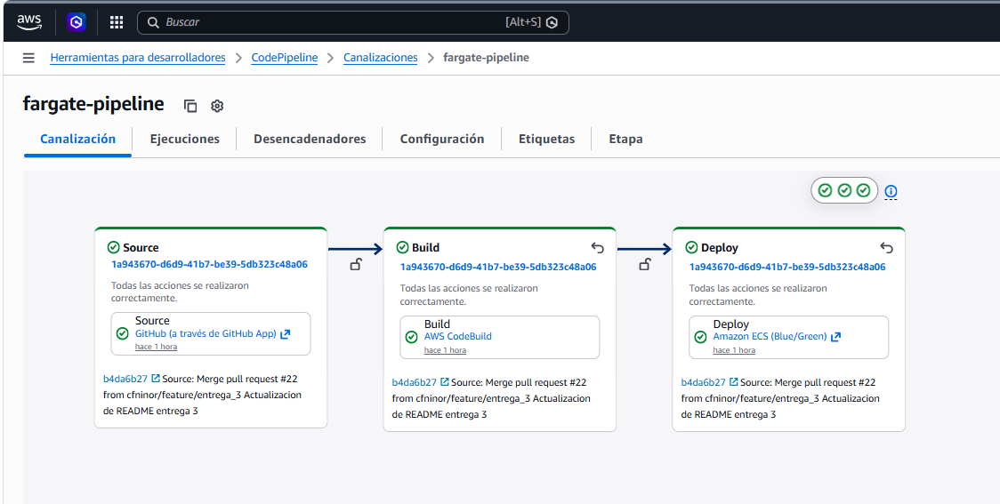 aws
Buscar [Alt+S]
Herramientas para desarrolladores > CodePipeline > Canalizaciones > fargate-pipeline
fargate-pipeline
Canalización Ejecuciones Desencadenadores Configuración Etiquetas Etapa
Source
1a943670-d6d9-41b7-be39-5db323c48a06
Todas las acciones se realizaron
correctamente.
Source
GitHub (a través de GitHub App)
hace 1 hora
b4da6b27 Source: Merge pull request #22
from cfninor/feature/entrega_3 Actualizacion
de README entrega 3
Build
1a943670-d6d9-41b7-be39-5db323c48a06
Todas las acciones se realizaron
correctamente.
Build
AWS CodeBuild
hace 1 hora
b4da6b27 Source: Merge pull request #22
from cfninor/feature/entrega_3 Actualizacion
de README entrega 3
Deploy
1a943670-d6d9-41b7-be39-5db323c48a06
Todas las acciones se realizaron
correctamente.
Deploy
Amazon ECS (Blue/Green)
hace 1 hora
b4da6b27 Source: Merge pull request #22
from cfninor/feature/entrega_3 Actualizacion
de README entrega 3